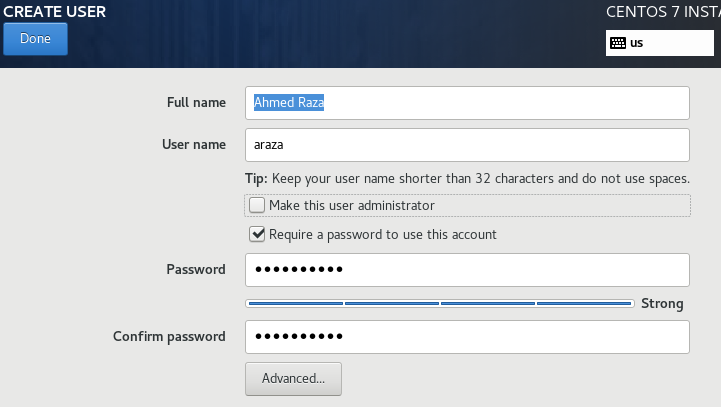 CREATE USER
CENTOS 7 INSTA
Done
us
Full name
Ahmed Raza
User name
araza
Tip: Keep your user name shorter than 32 characters and do not use spaces.
Make this user administrator
Require a password to use this account
Password
●●●●●●●●●●
Strong
Confirm password
●●●●●●●●●●
Advanced...